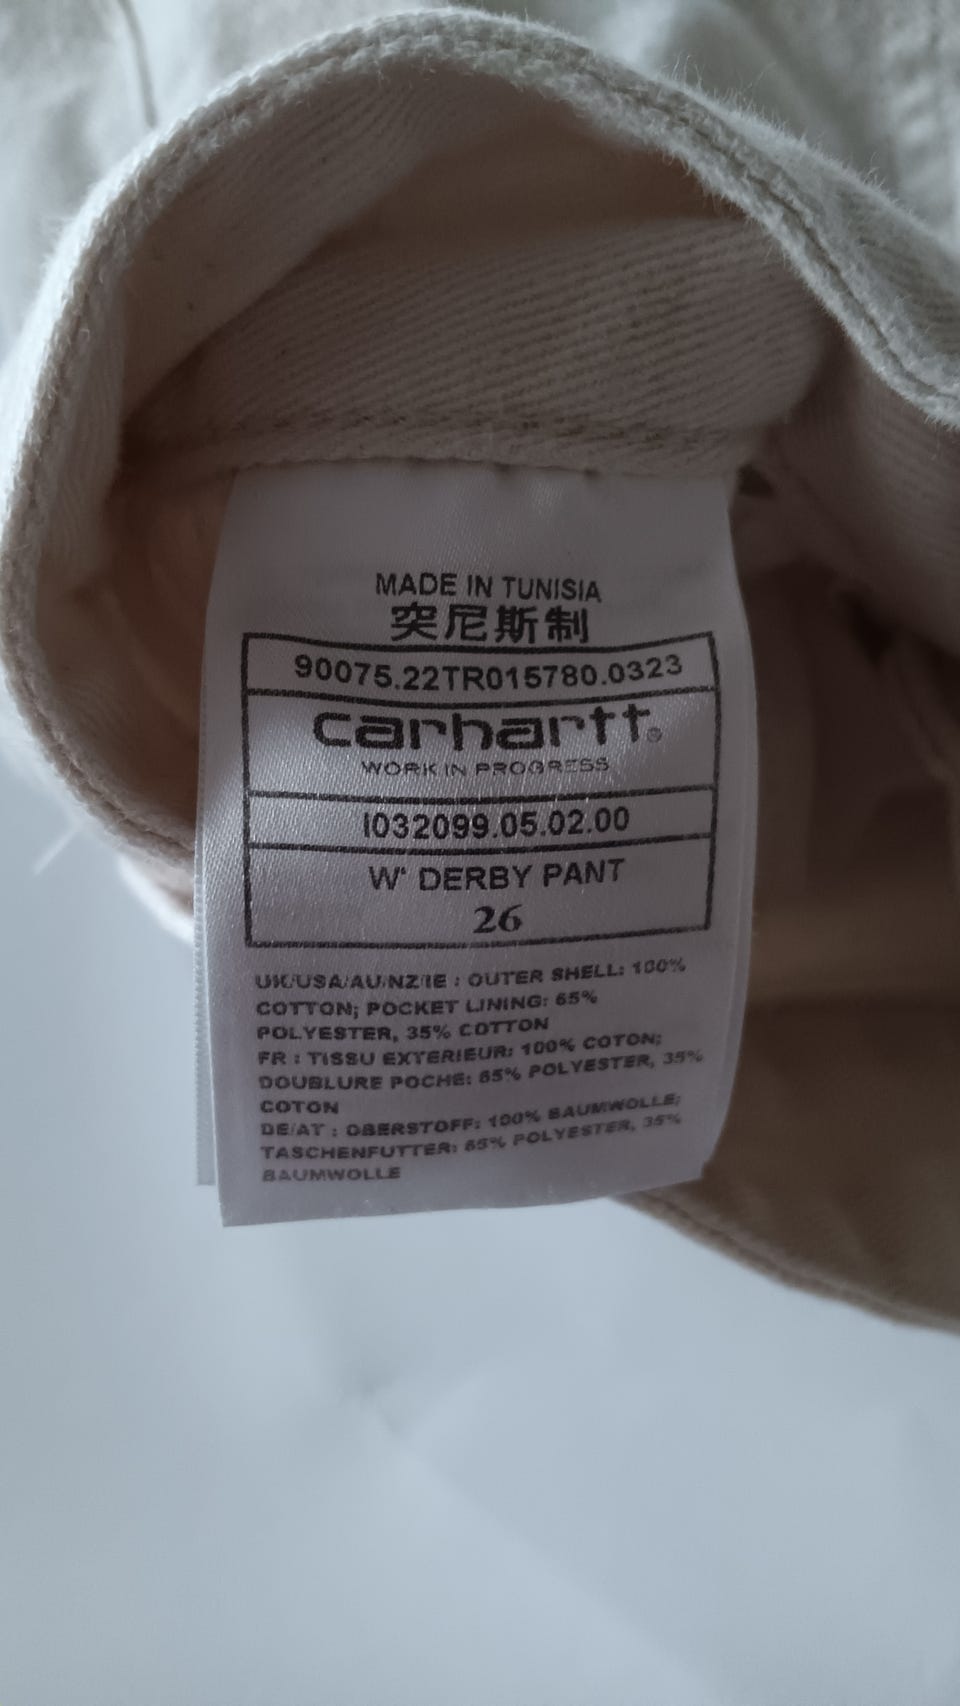 MADE IN TUNISIA
突尼斯制
90075.22TR015780.0323
carhartt®
WORK IN PROGRESS
I032099.05.02.00
W' DERBY PANT
26
UK/USA/AU/NZ/IE : OUTER SHELL: 100%
COTTON; POCKET LINING: 65%
POLYESTER, 35% COTTON
FR : TISSU EXTERIEUR: 100% COTON;
DOUBLURE POCHE: 65% POLYESTER, 35%
COTON
DE/AT : OBERSTOFF: 100% BAUMWOLLE;
TASCHENFUTTER: 65% POLYESTER, 35%
BAUMWOLLE